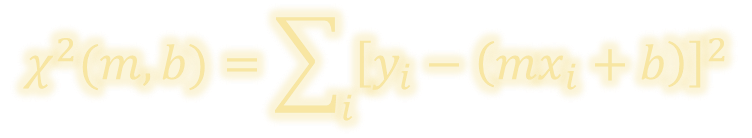 χ²(m, b) = ∑ᵢ[yᵢ − (mxᵢ + b)]²